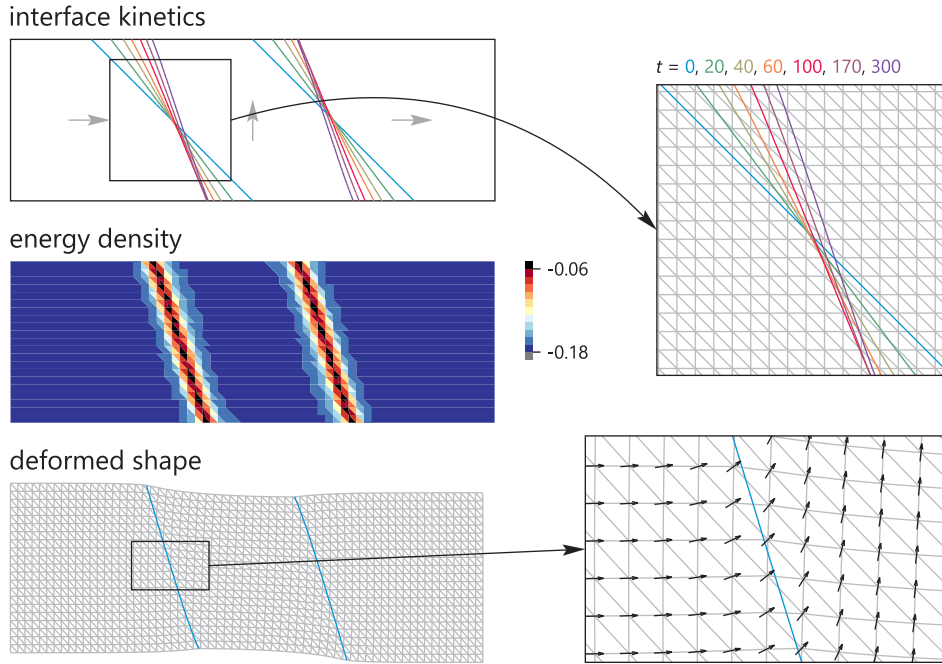 interface kinetics
t = 0, 20, 40, 60, 100, 170, 300
energy density
-0.06
-0.18
deformed shape